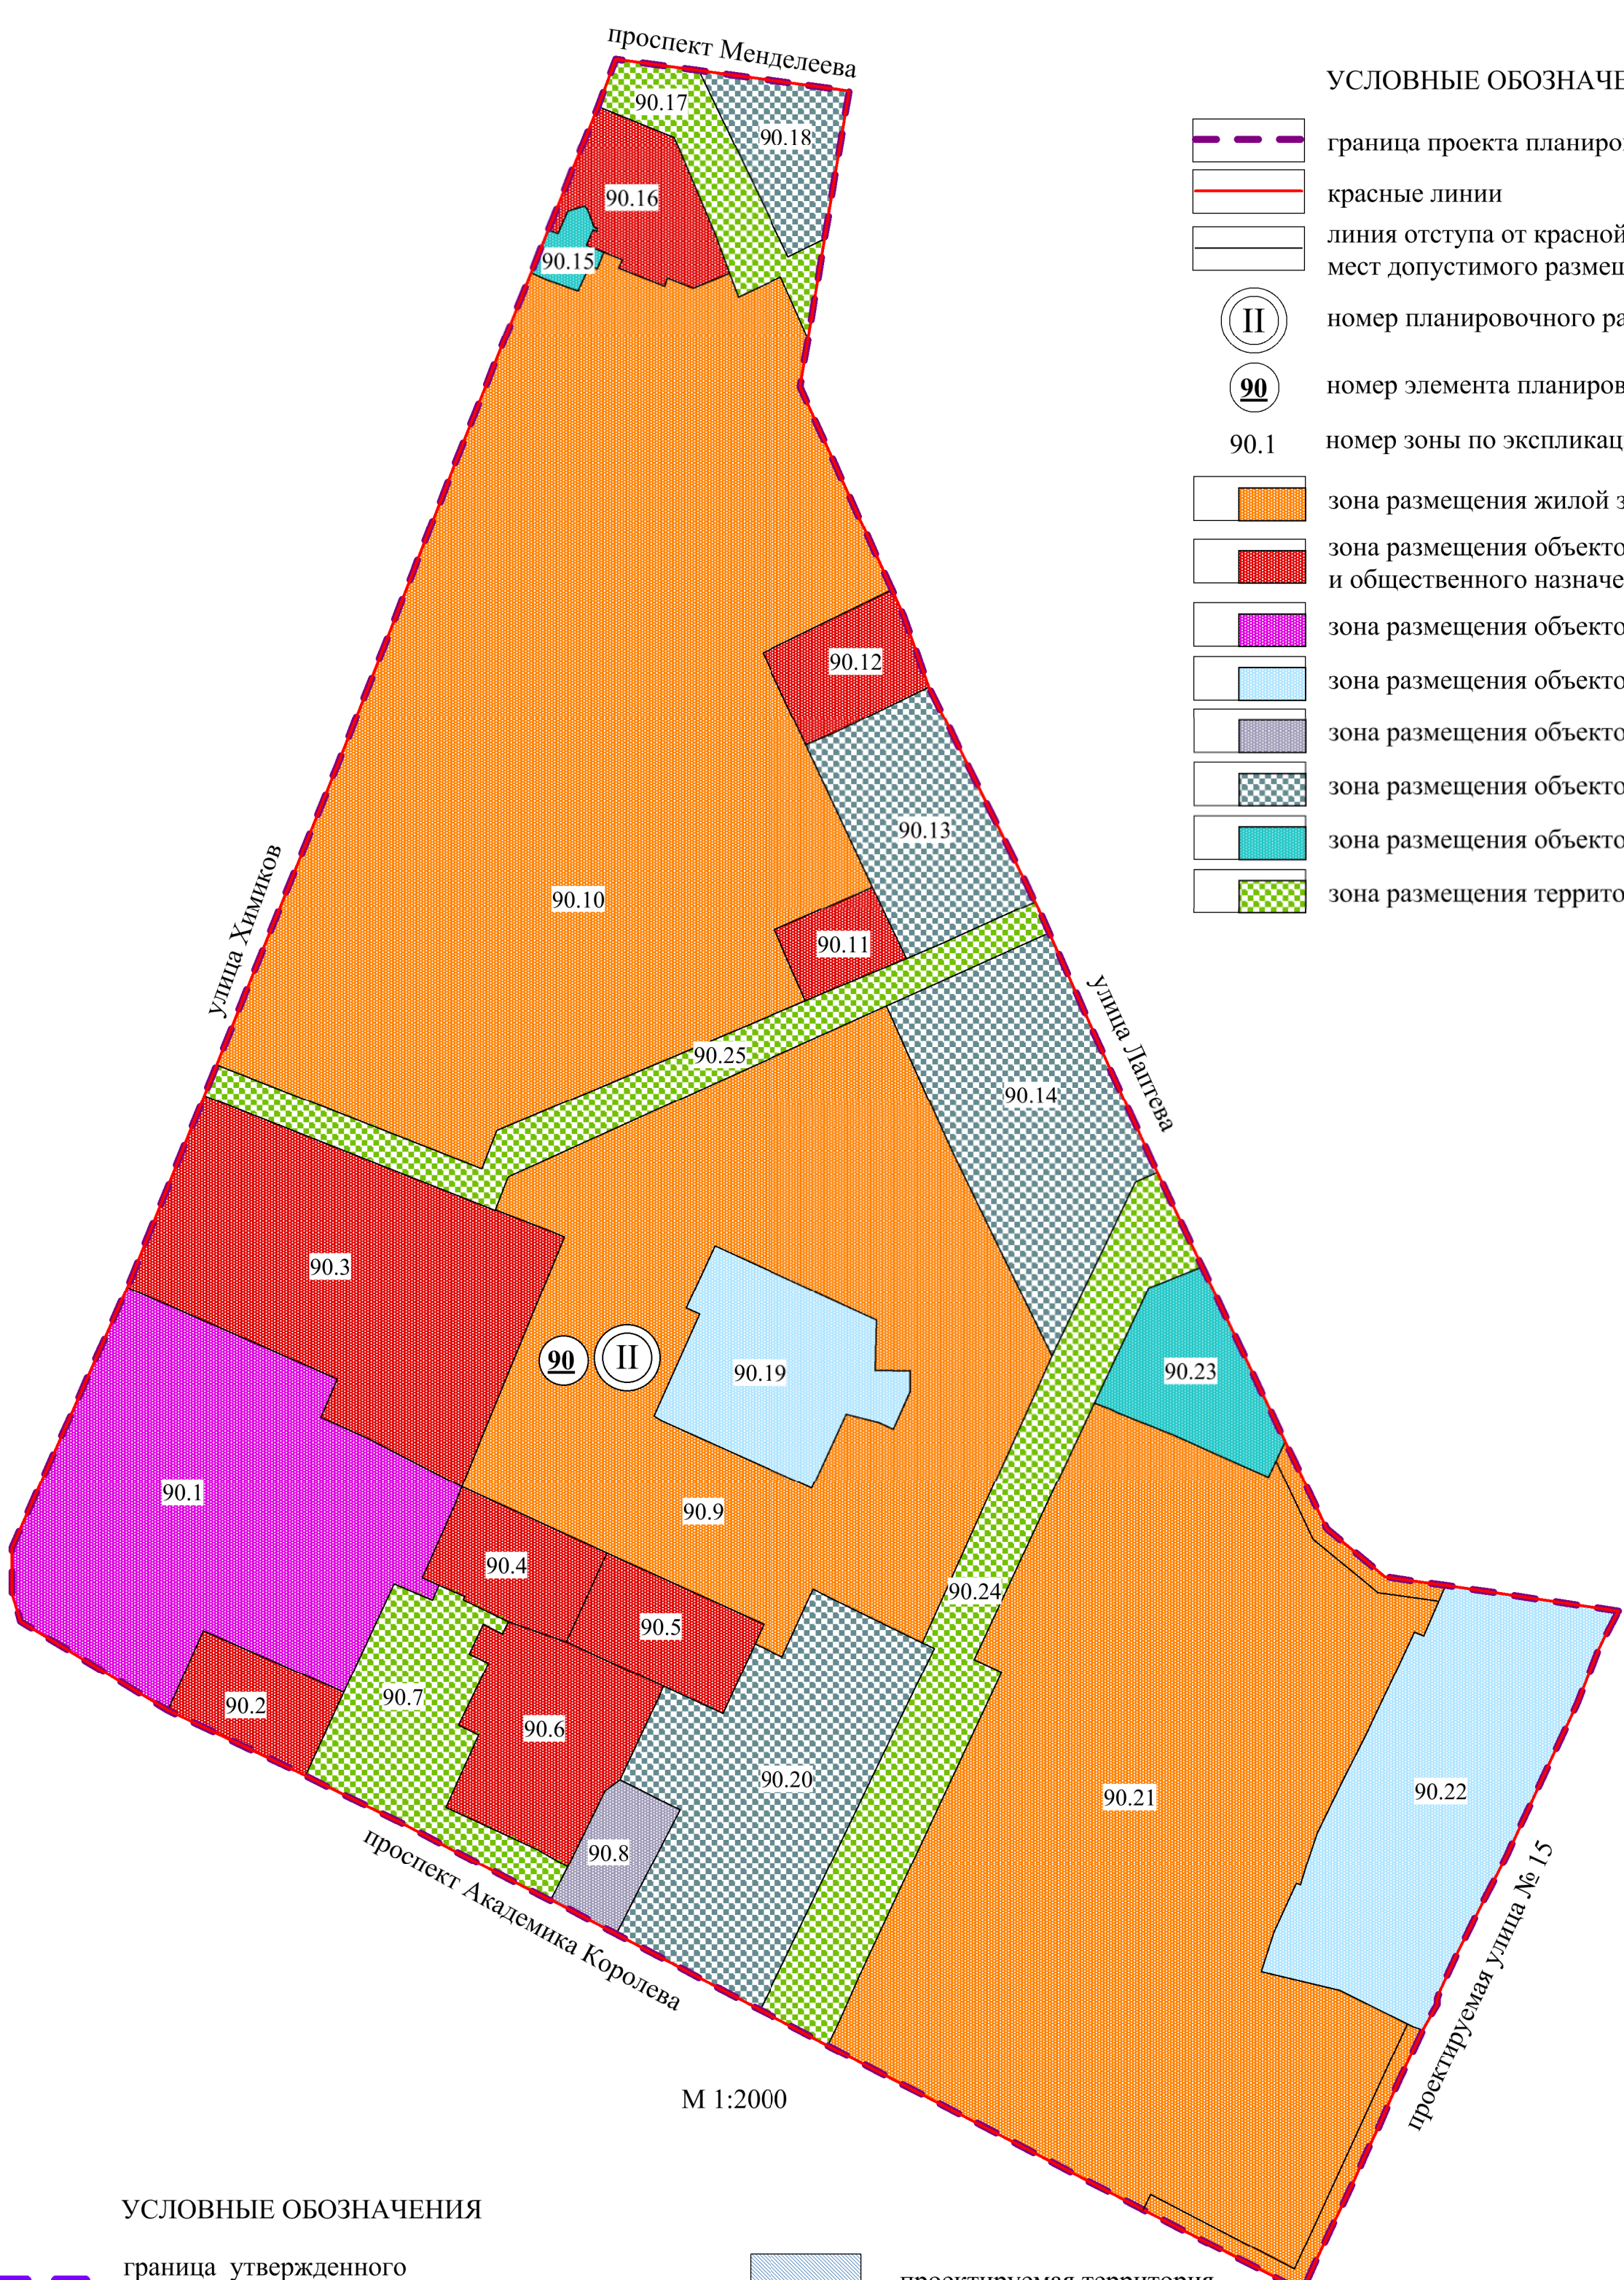 проспект Менделеева
УСЛОВНЫЕ ОБОЗНАЧЕ
граница проекта планиро
красные линии
линия отступа от красной
мест допустимого размещ
II
номер планировочного ра
90
номер элемента планиров
90.1
номер зоны по экспликац
зона размещения жилой з
зона размещения объекто
и общественного назначе
зона размещения объекто
зона размещения объекто
зона размещения объекто
зона размещения объекто
зона размещения объекто
зона размещения террито
90.17
90.18
90.16
90.15
90.12
90.13
улица Химиков
90.10
90.11
90.25
улица Лаптева
90.14
90.3
90
II
90.19
90.23
90.1
90.9
90.4
90.24
90.5
90.7
90.2
90.6
90.20
90.21
90.22
90.8
проспект Академика Королева
проектируемая улица № 15
М 1:2000
УСЛОВНЫЕ ОБОЗНАЧЕНИЯ
граница утвержденного
проектируемая территория